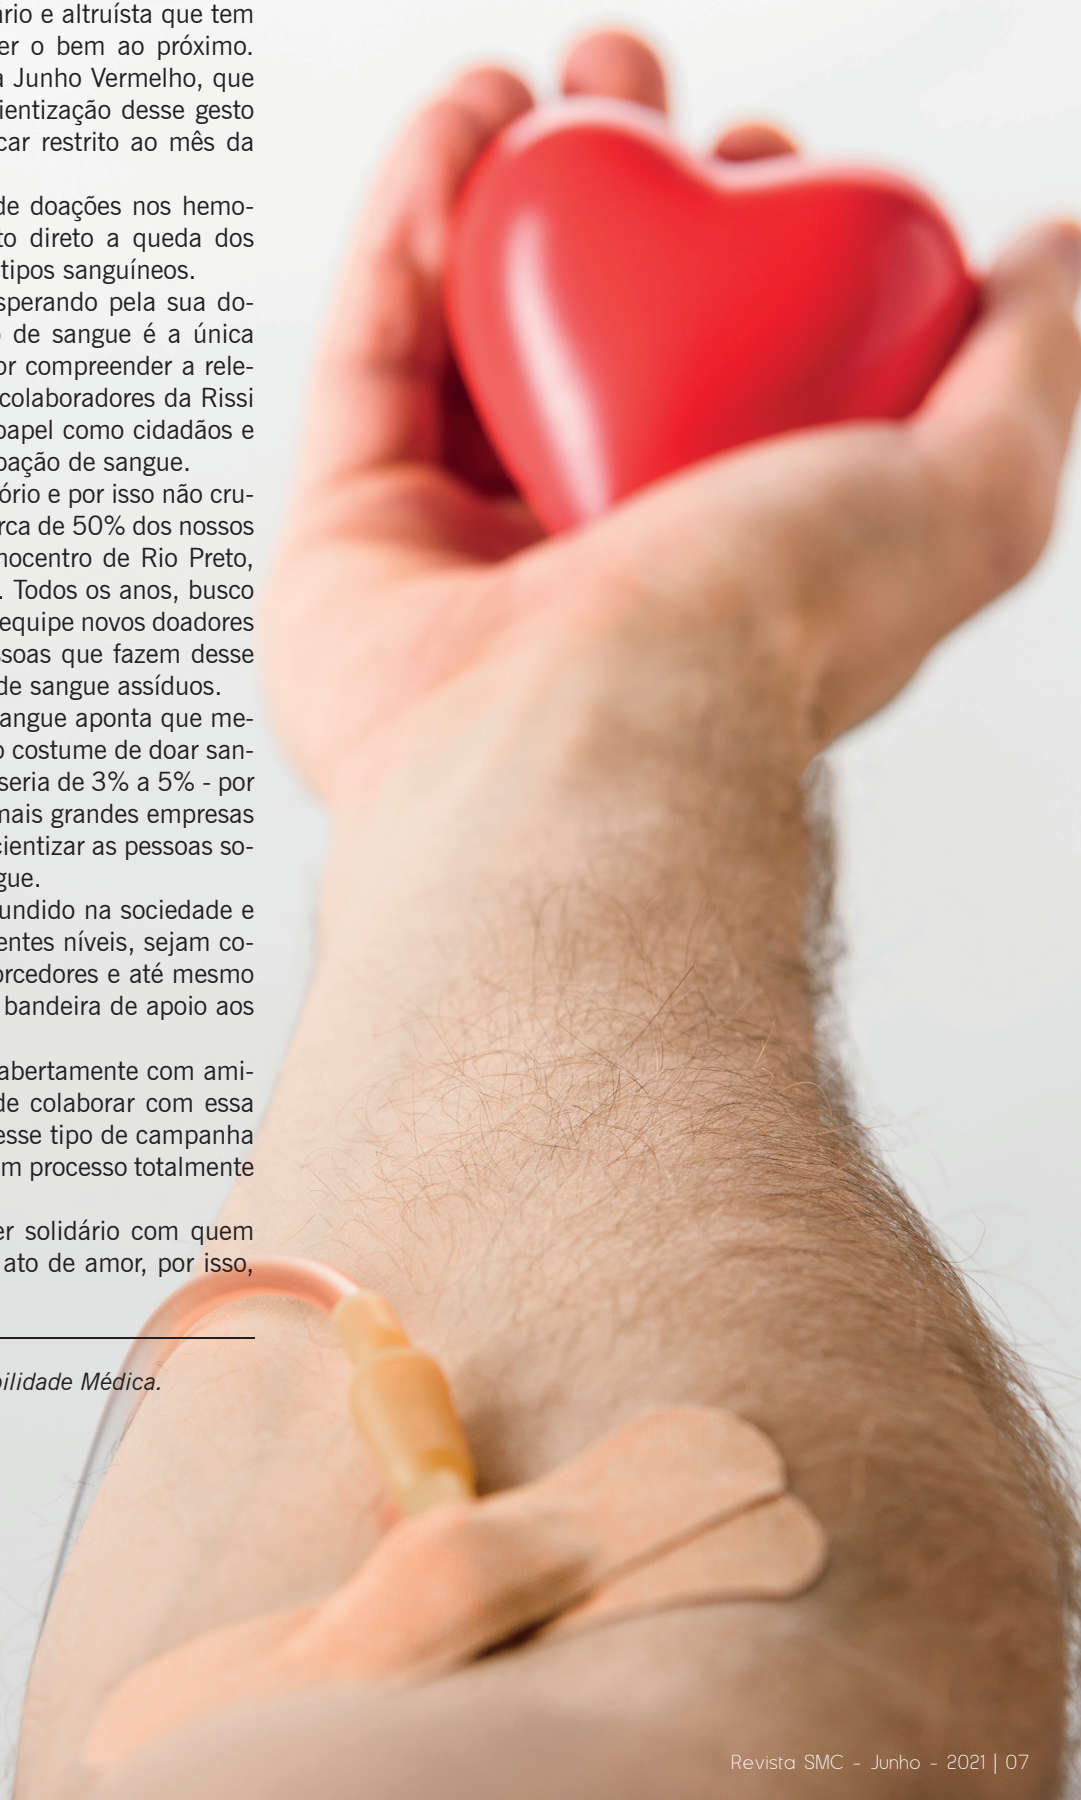 ário e altruísta que tem
er o bem ao próximo.
a Junho Vermelho, que
ientização desse gesto
car restrito ao mês da
de doações nos hemo-
to direto a queda dos
tipos sanguíneos.
sperando pela sua do-
o de sangue é a única
or compreender a rele-
colaboradores da Rissi
papel como cidadãos e
oação de sangue.
ório e por isso não cru-
rca de 50% dos nossos
mocentro de Rio Preto,
. Todos os anos, busco
equipe novos doadores
ssoas que fazem desse
de sangue assíduos.
angue aponta que me-
o costume de doar san-
seria de 3% a 5% - por
mais grandes empresas
cientizar as pessoas so-
gue.
undido na sociedade e
entes níveis, sejam co-
orcedores e até mesmo
bandeira de apoio aos
abertamente com ami-
de colaborar com essa
esse tipo de campanha
m processo totalmente
er solidário com quem
ato de amor, por isso,
bilidade Médica.
Revista SMC - Junho - 2021 | 07